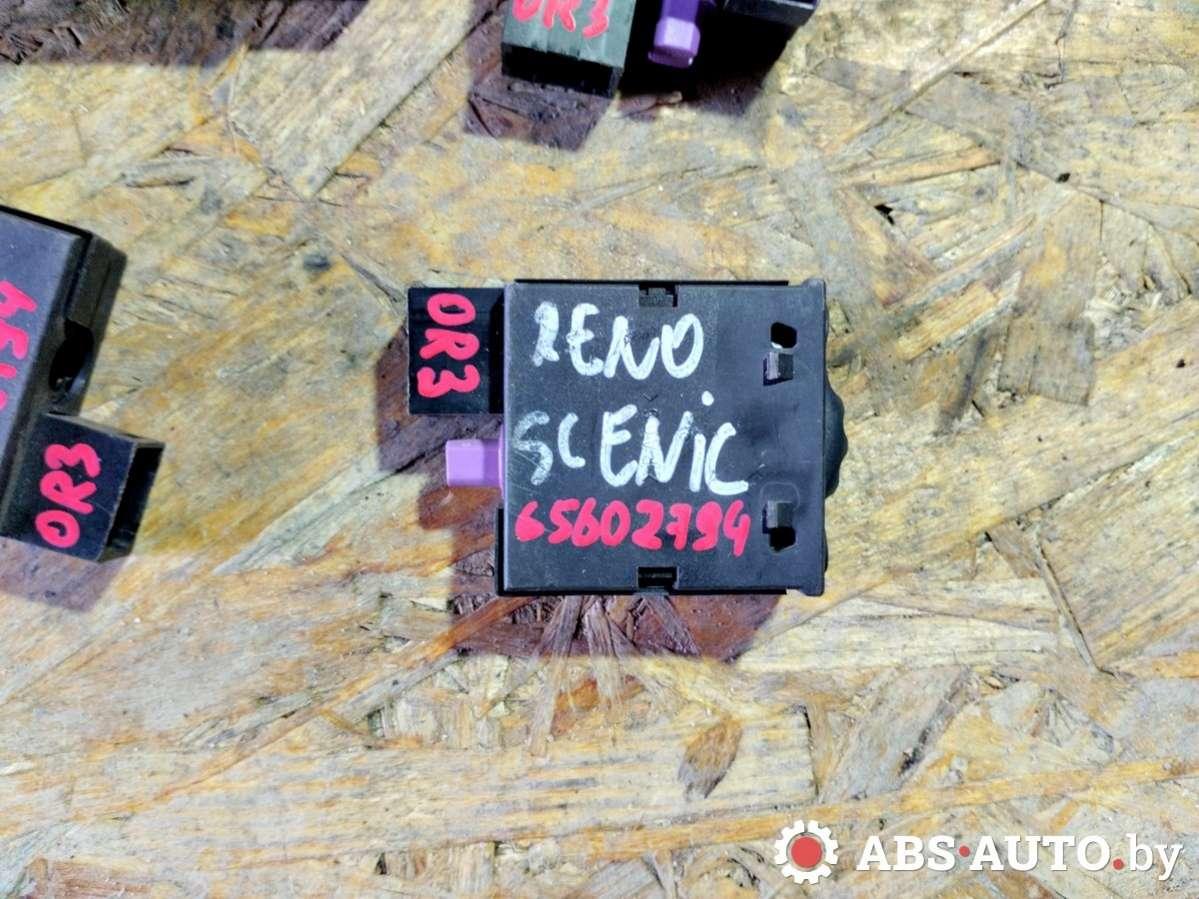 OR3
OR3
RENO
SCENIC
65602794
OR3
ABS·AUTO.by